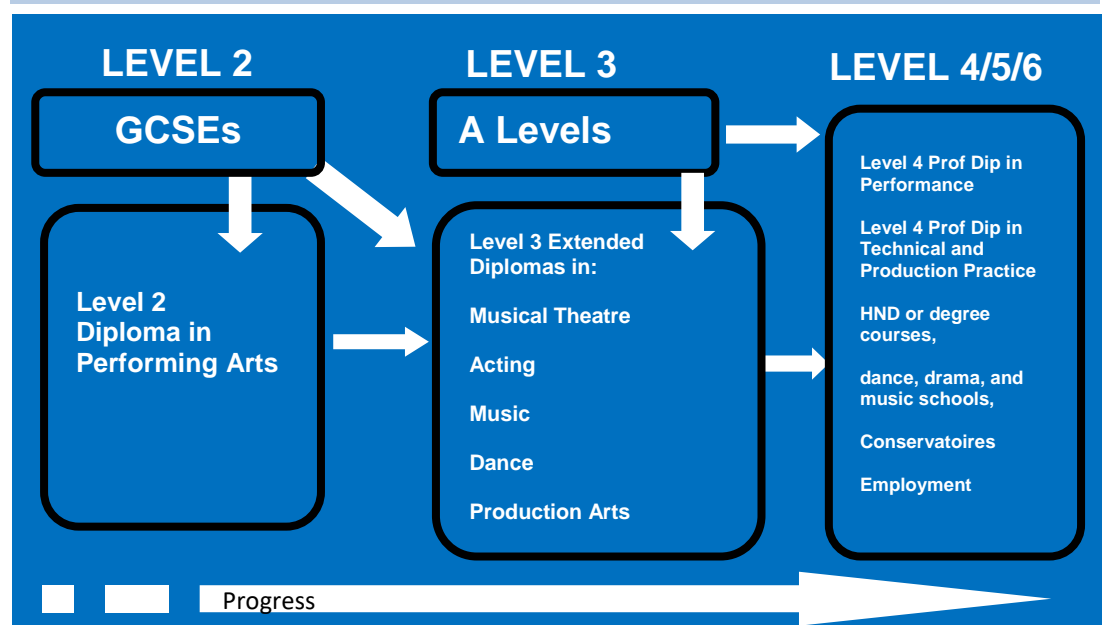 LEVEL 2
GCSEs
Level 2
Diploma in
Performing Arts
LEVEL 3
A Levels
Level 3 Extended
Diplomas in:
Musical Theatre
Acting
Music
Dance
Production Arts
LEVEL 4/5/6
Level 4 Prof Dip in
Performance
Level 4 Prof Dip in
Technical and
Production Practice
HND or degree
courses,
dance, drama, and
music schools,
Conservatoires
Employment
Progress